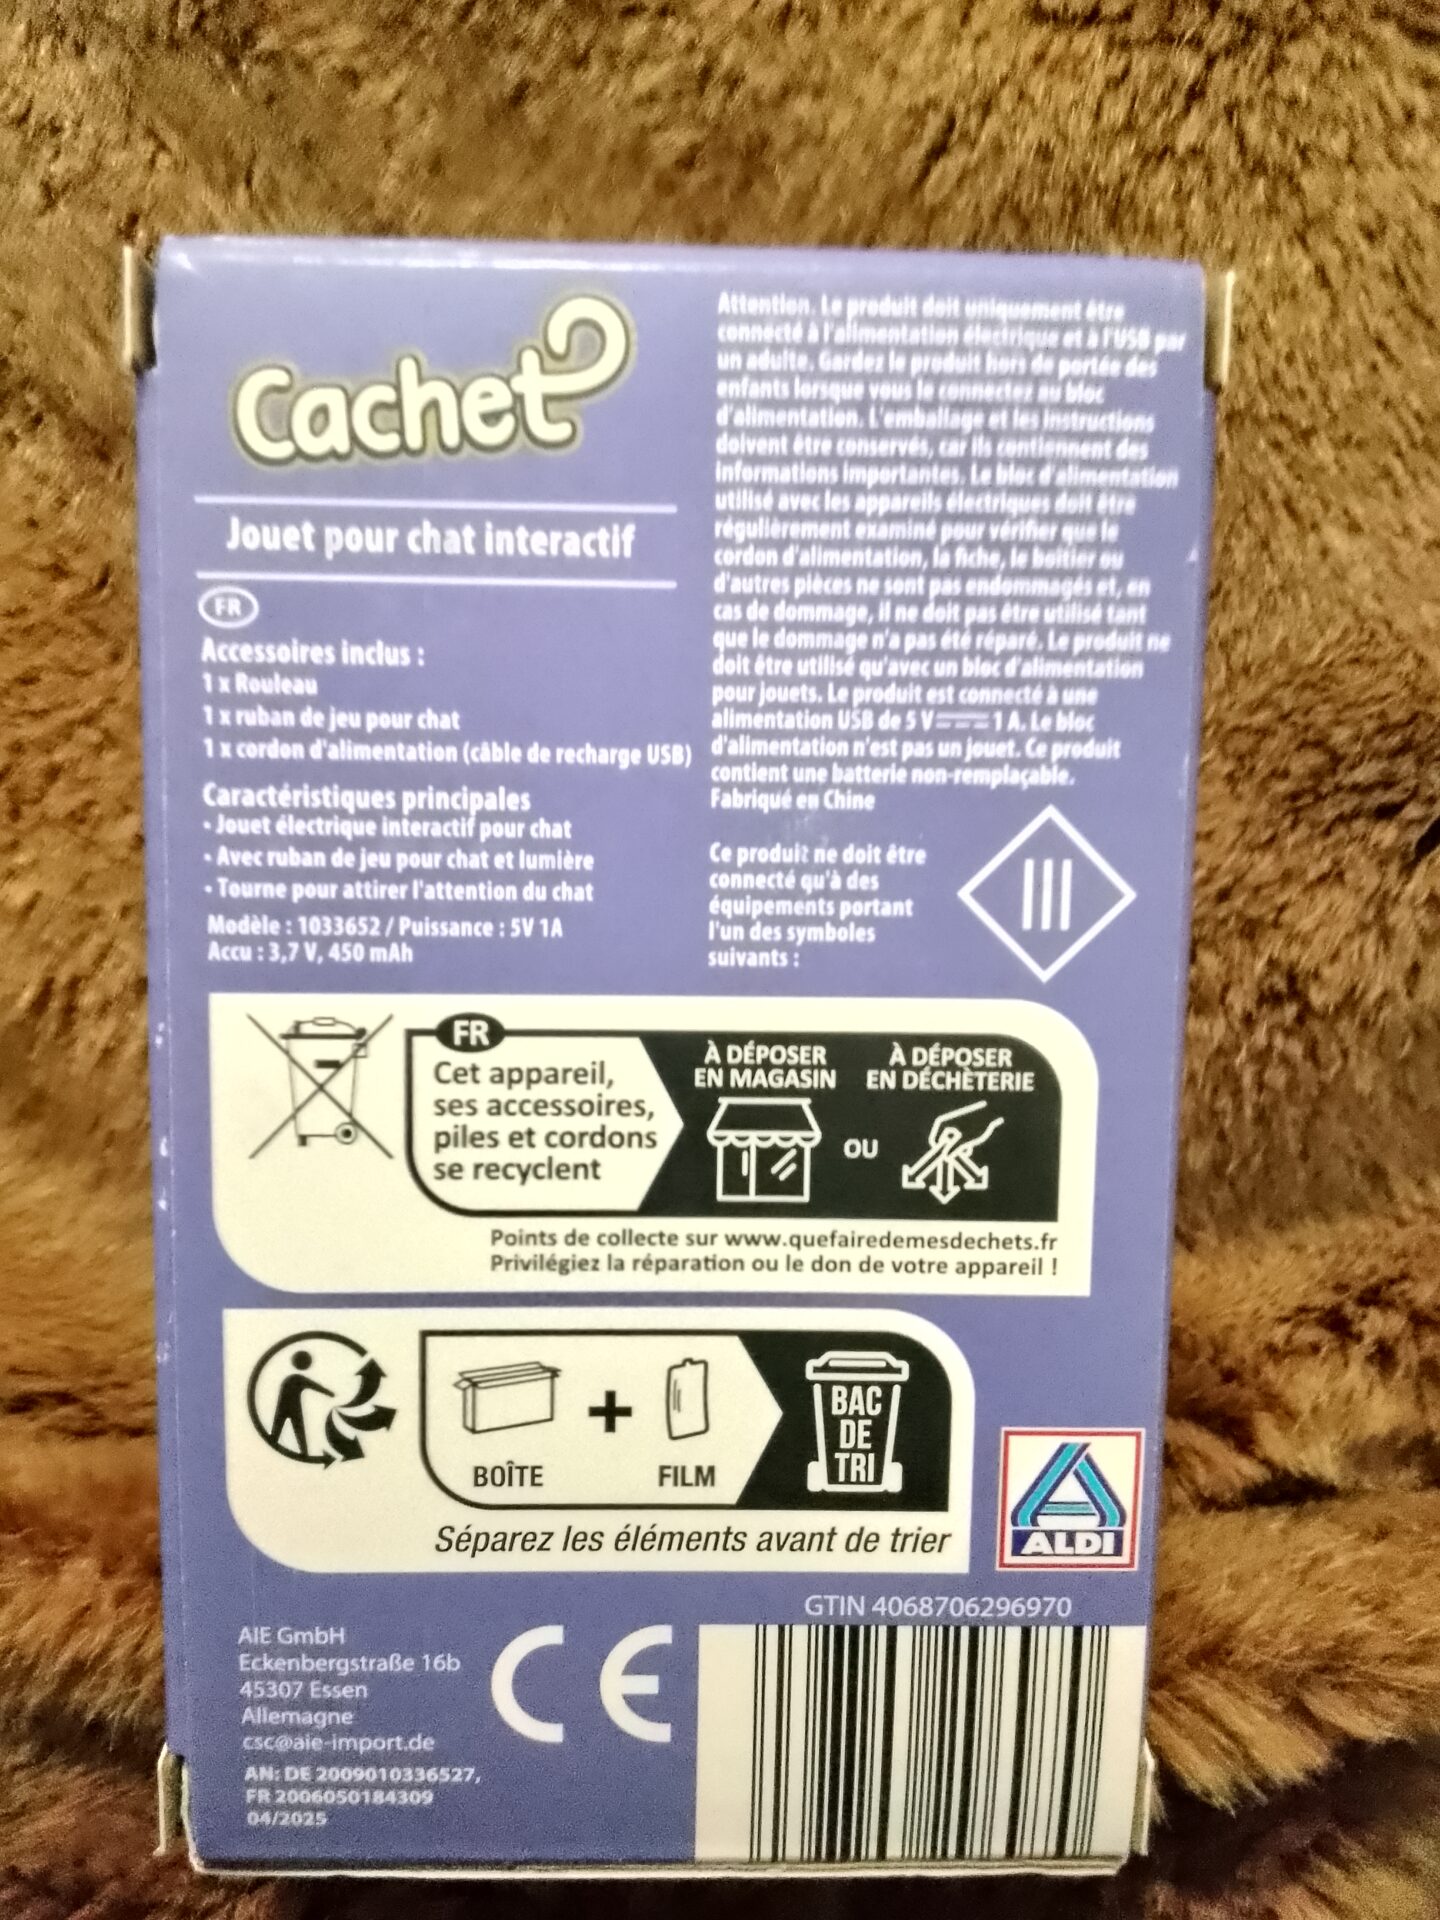 Cachet
Jouet pour chat interactif
FR
Accessoires inclus :
1 x Rouleau
1 x ruban de jeu pour chat
1 x cordon d'alimentation (câble de recharge USB)
Caractéristiques principales
• Jouet électrique interactif pour chat
• Avec ruban de jeu pour chat et lumière
• Tourne pour attirer l'attention du chat
Modèle : 1033652 / Puissance : 5V 1A
Accu : 3,7 V, 450 mAh
Attention. Le produit doit uniquement être
connecté à l'alimentation électrique et à l'USB par
un adulte. Gardez le produit hors de portée des
enfants lorsque vous le connectez au bloc
d'alimentation. L'emballage et les instructions
doivent être conservés, car ils contiennent des
informations importantes. Le bloc d'alimentation
utilisé avec les appareils électriques doit être
régulièrement examiné pour vérifier que le
cordon d'alimentation, la fiche, le boîtier ou
d'autres pièces ne sont pas endommagés et, en
cas de dommage, il ne doit pas être utilisé tant
que le dommage n'a pas été réparé. Le produit ne
doit être utilisé qu'avec un bloc d'alimentation
pour jouets. Le produit est connecté à une
alimentation USB de 5 V ⎓ 1 A. Le bloc
d'alimentation n'est pas un jouet. Ce produit
contient une batterie non-remplaçable.
Fabriqué en Chine
Ce produit ne doit être
connecté qu'à des
équipements portant
l'un des symboles
suivants :
III
FR
Cet appareil,
ses accessoires,
piles et cordons
se recyclent
À DÉPOSER
EN MAGASIN
OU
À DÉPOSER
EN DÉCHÈTERIE
Points de collecte sur www.quefairedemesdechets.fr
Privilégiez la réparation ou le don de votre appareil !
BOÎTE
+
FILM
BAC
DE
TRI
Séparez les éléments avant de trier
ALDI
GTIN 4068706296970
AIE GmbH
Eckenbergstraße 16b
45307 Essen
Allemagne
csc@aie-import.de
AN: DE 2009010336527,
FR 2006050184309
04/2025
CE